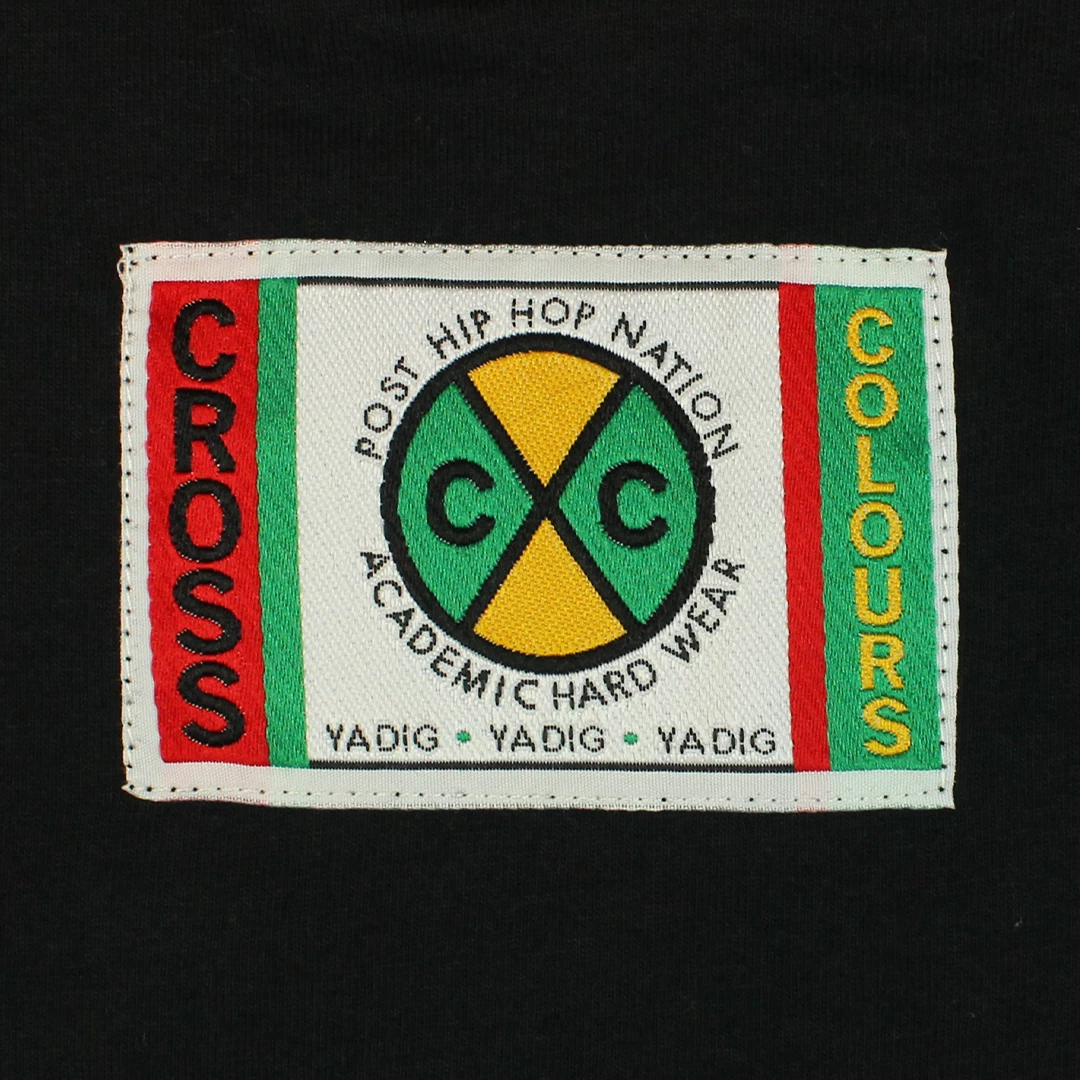 CROSS
POST HIP HOP NATION
C C
ACADEMIC HARD WEAR
YADIG • YADIG • YADIG
COLOURS